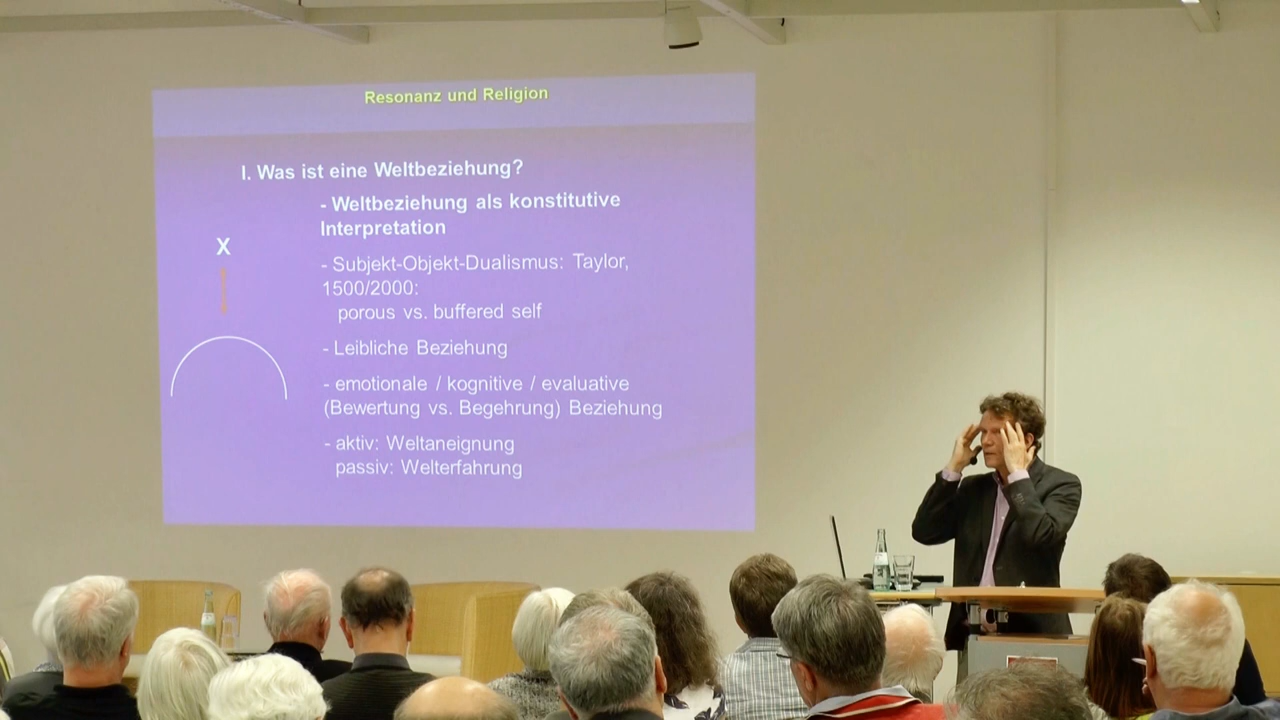 Resonanz und Religion
I. Was ist eine Weltbeziehung?
- Weltbeziehung als konstitutive
Interpretation
X
- Subjekt-Objekt-Dualismus: Taylor,
1500/2000:
porous vs. buffered self
- Leibliche Beziehung
- emotionale / kognitive / evaluative
(Bewertung vs. Begehrung) Beziehung
- aktiv: Weltaneignung
passiv: Welterfahrung